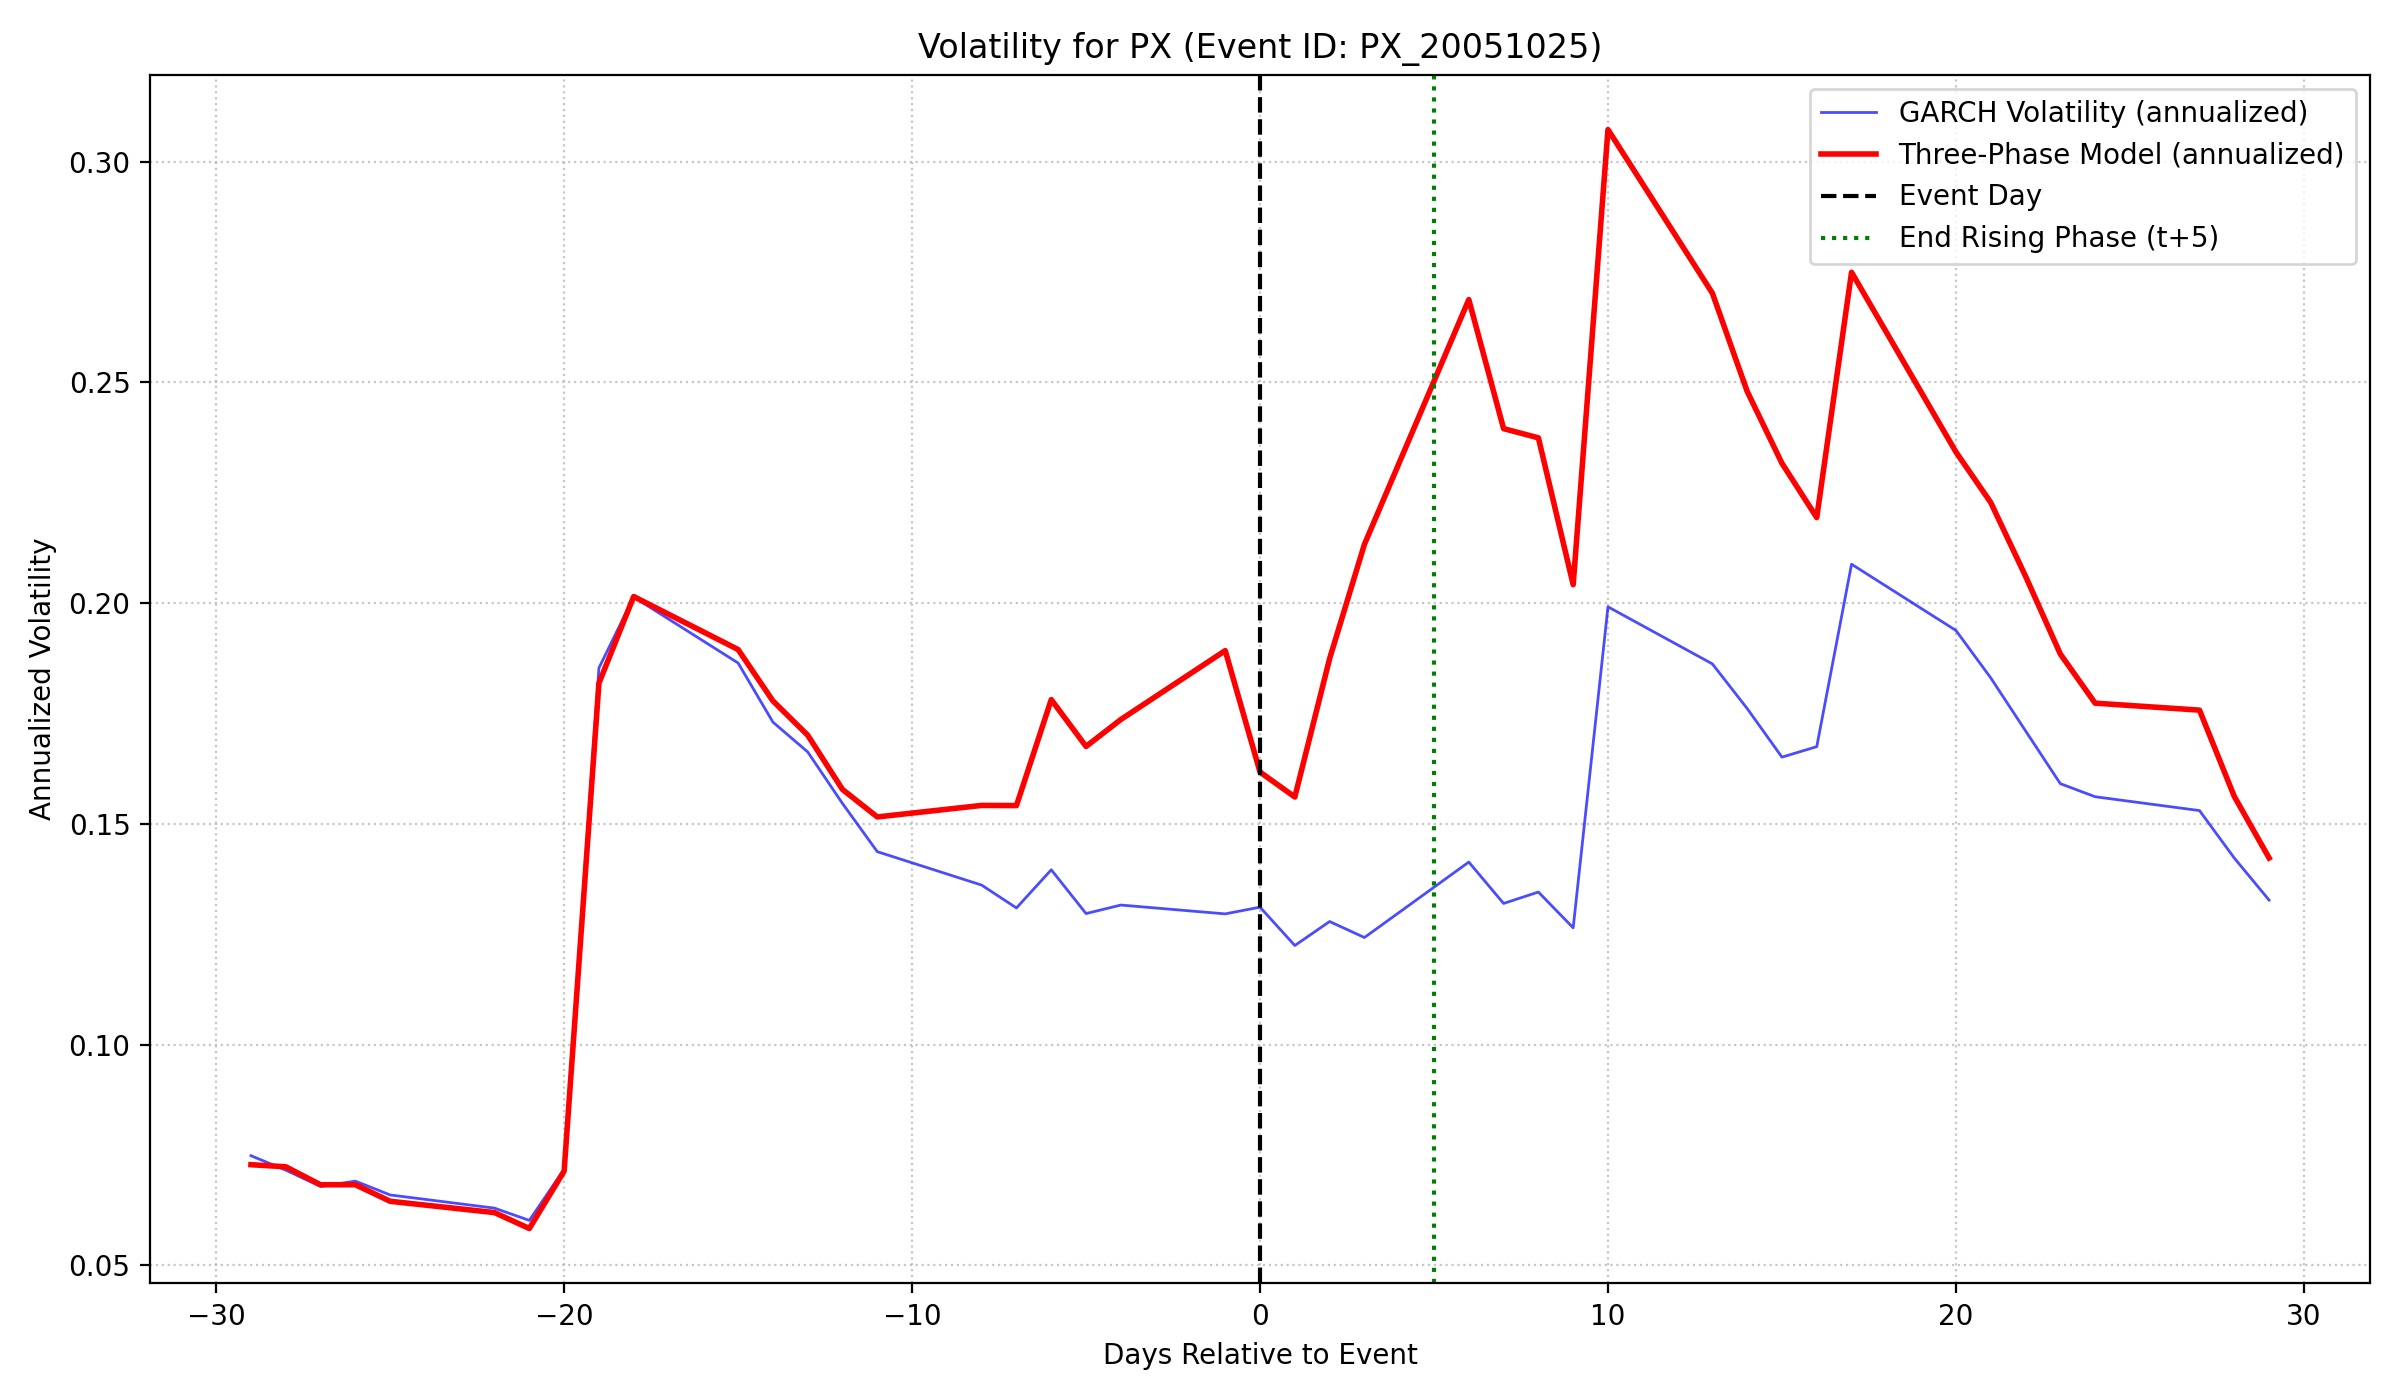 Volatility for PX (Event ID: PX_20051025)
GARCH Volatility (annualized)
Three-Phase Model (annualized)
Event Day
End Rising Phase (t+5)
Annualized Volatility
0.30
0.25
0.20
0.15
0.10
0.05
−30 −20 −10 0 10 20 30
Days Relative to Event